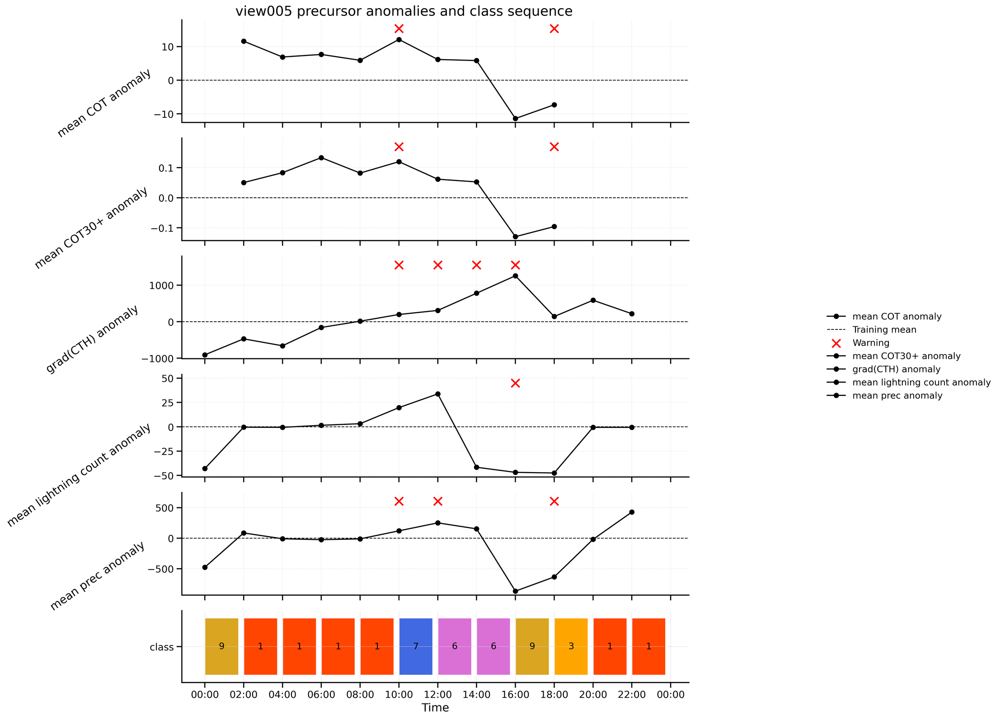 view005 precursor anomalies and class sequence
10
0
−10
mean COT anomaly
0.1
0.0
−0.1
mean COT30+ anomaly
1000
0
−1000
grad(CTH) anomaly
50
25
0
−25
−50
mean lightning count anomaly
500
0
−500
mean prec anomaly
class
9 1 1 1 1 7 6 6 9 3 1 1
00:00 02:00 04:00 06:00 08:00 10:00 12:00 14:00 16:00 18:00 20:00 22:00 00:00
Time
mean COT anomaly
Training mean
Warning
mean COT30+ anomaly
grad(CTH) anomaly
mean lightning count anomaly
mean prec anomaly